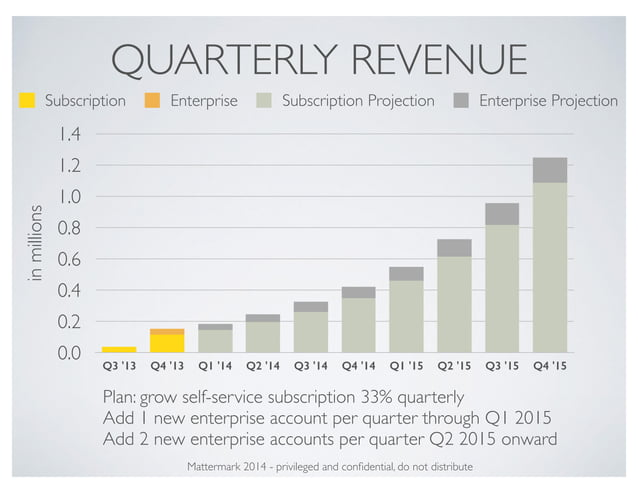 QUARTERLY REVENUE
Subscription Enterprise Subscription Projection Enterprise Projection
1.4
1.2
1.0
0.8
0.6
0.4
0.2
0.0
in millions
Q3 '13 Q4 '13 Q1 '14 Q2 '14 Q3 '14 Q4 '14 Q1 '15 Q2 '15 Q3 '15 Q4 '15
Plan: grow self-service subscription 33% quarterly
Add 1 new enterprise account per quarter through Q1 2015
Add 2 new enterprise accounts per quarter Q2 2015 onward
Mattermark 2014 - privileged and confidential, do not distribute